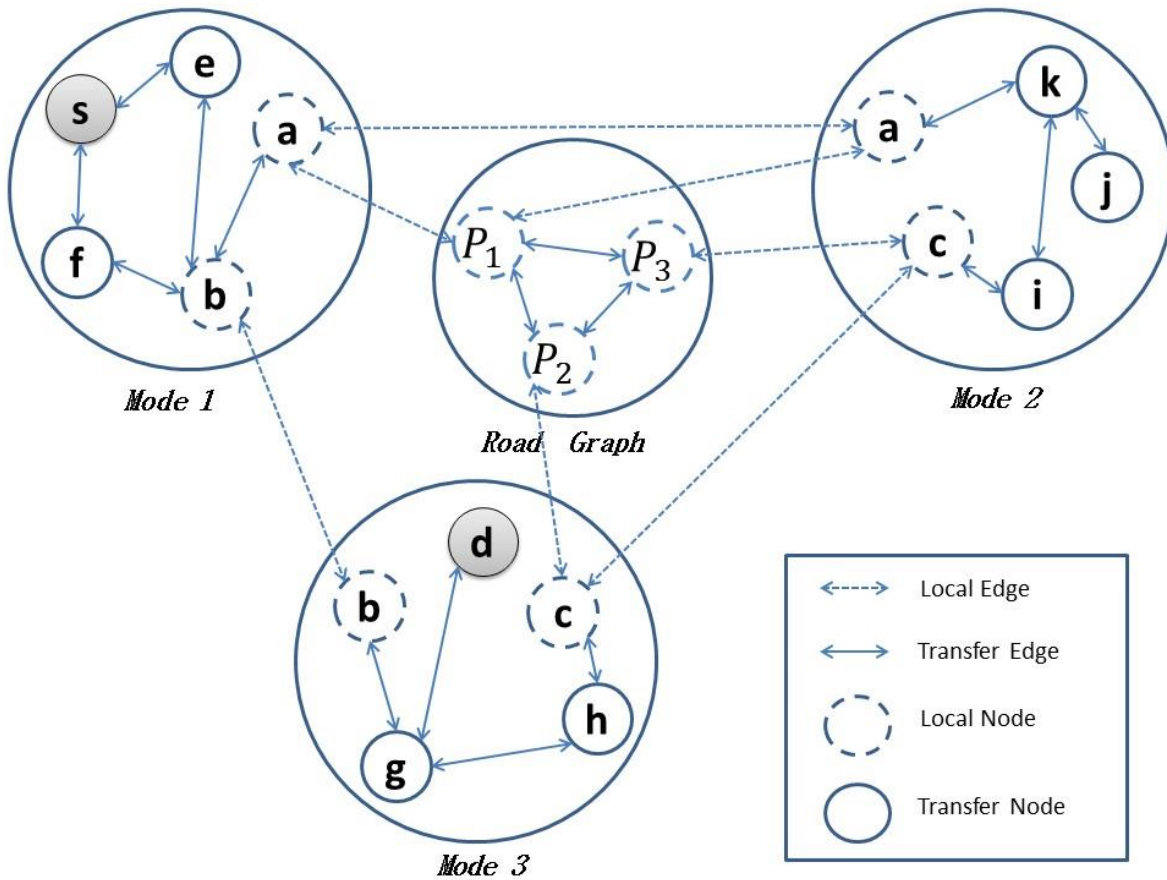 e
s
a
f
b
Mode 1
P1
P3
P2
Road Graph
k
a
j
c
i
Mode 2
d
b
c
h
g
Mode 3
Local Edge
Transfer Edge
Local Node
Transfer Node